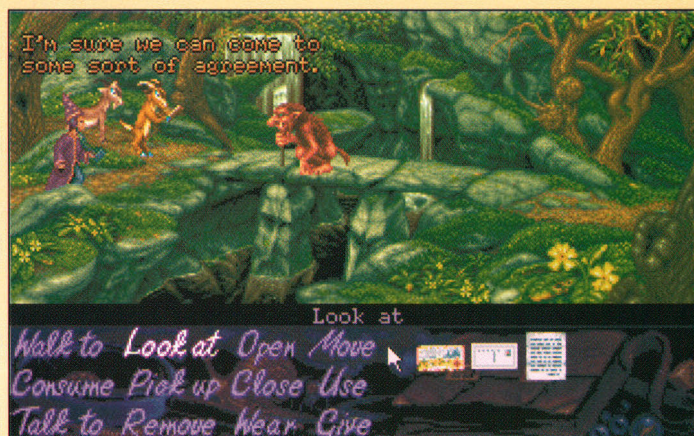 I'm sure we can come to
some sort of agreement.
Look at
Walk to Look at Open Move
Consume Pick up Close Use
Talk to Remove Wear Give